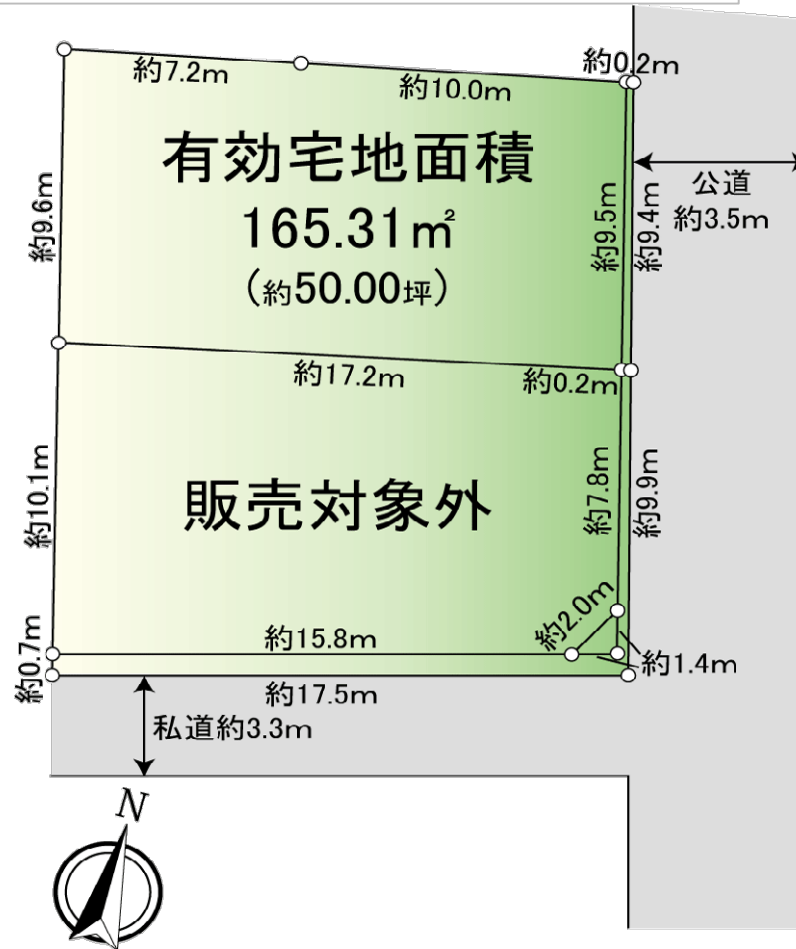 約7.2m
約10.0m
約0.2m
有効宅地面積
165.31㎡
(約50.00坪)
約9.6m
約9.5m
約9.4m
公道
約3.5m
約17.2m
約0.2m
販売対象外
約10.1m
約7.8m
約9.9m
約2.0m
約15.8m
約1.4m
約0.7m
約17.5m
私道約3.3m
N